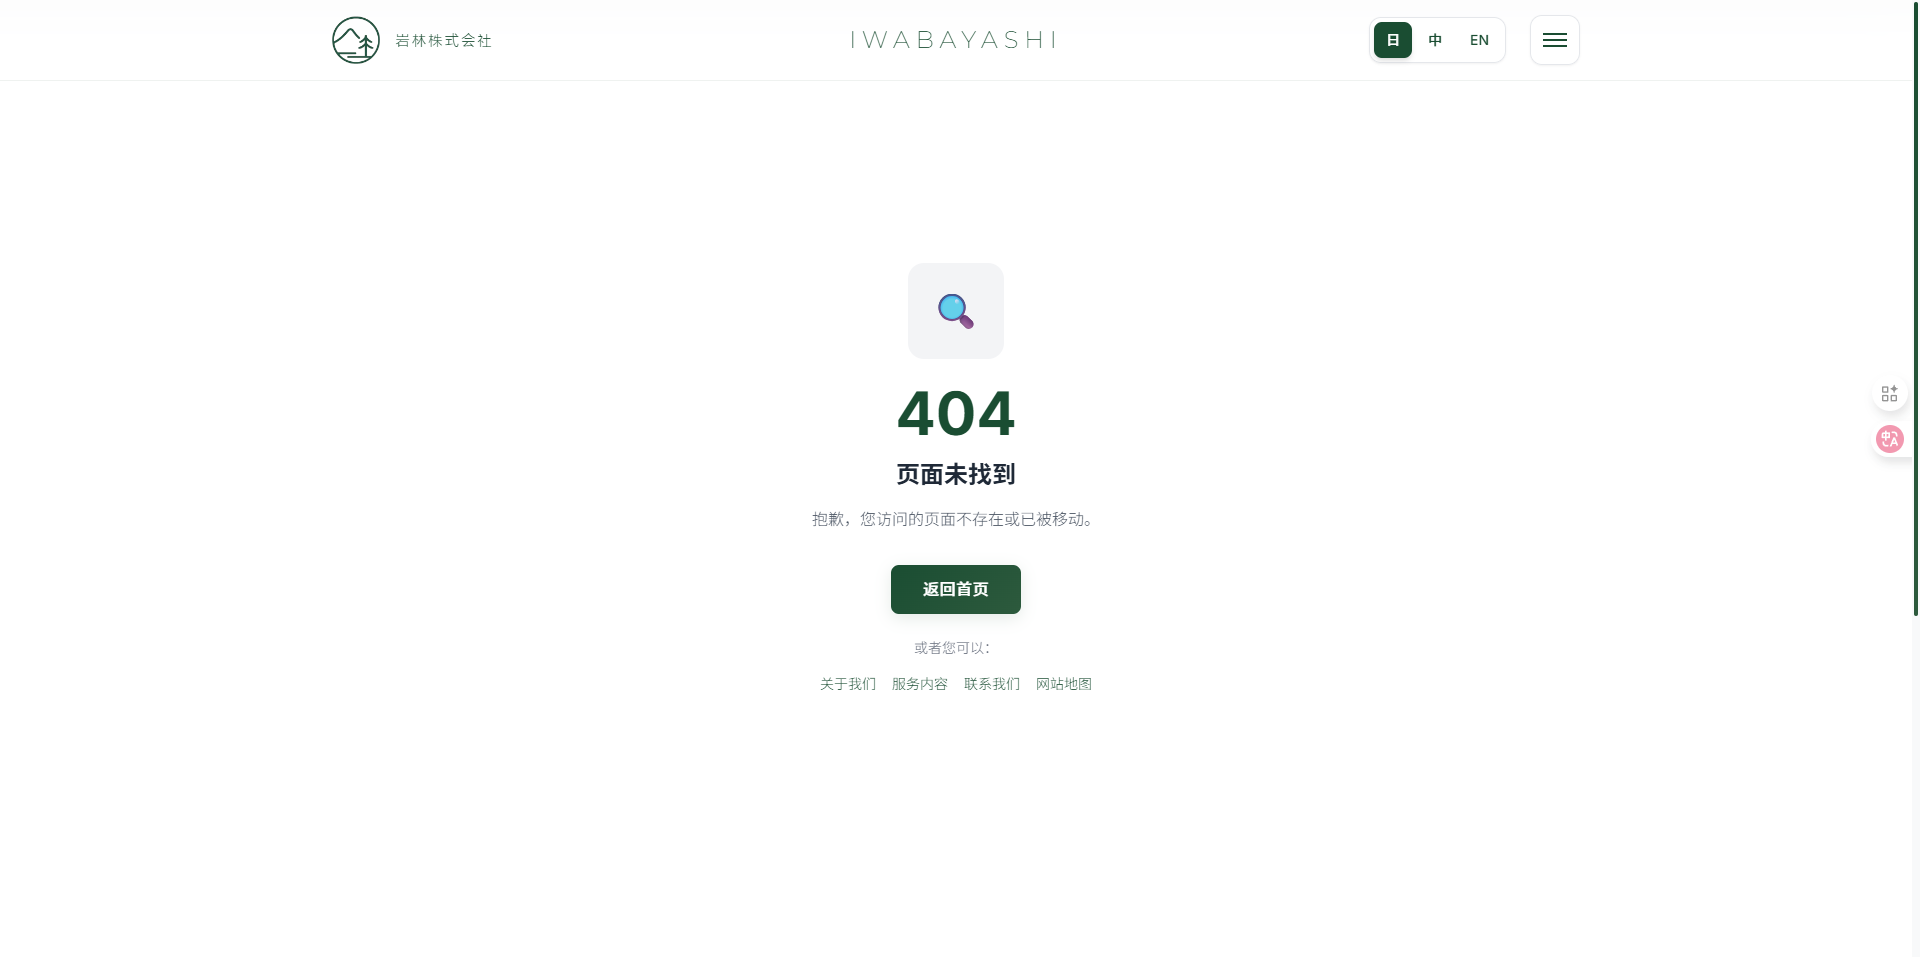 岩林株式会社
IWABAYASHI
日 中 EN
404
页面未找到
抱歉，您访问的页面不存在或已被移动。
返回首页
或者您可以：
关于我们 服务内容 联系我们 网站地图
中A